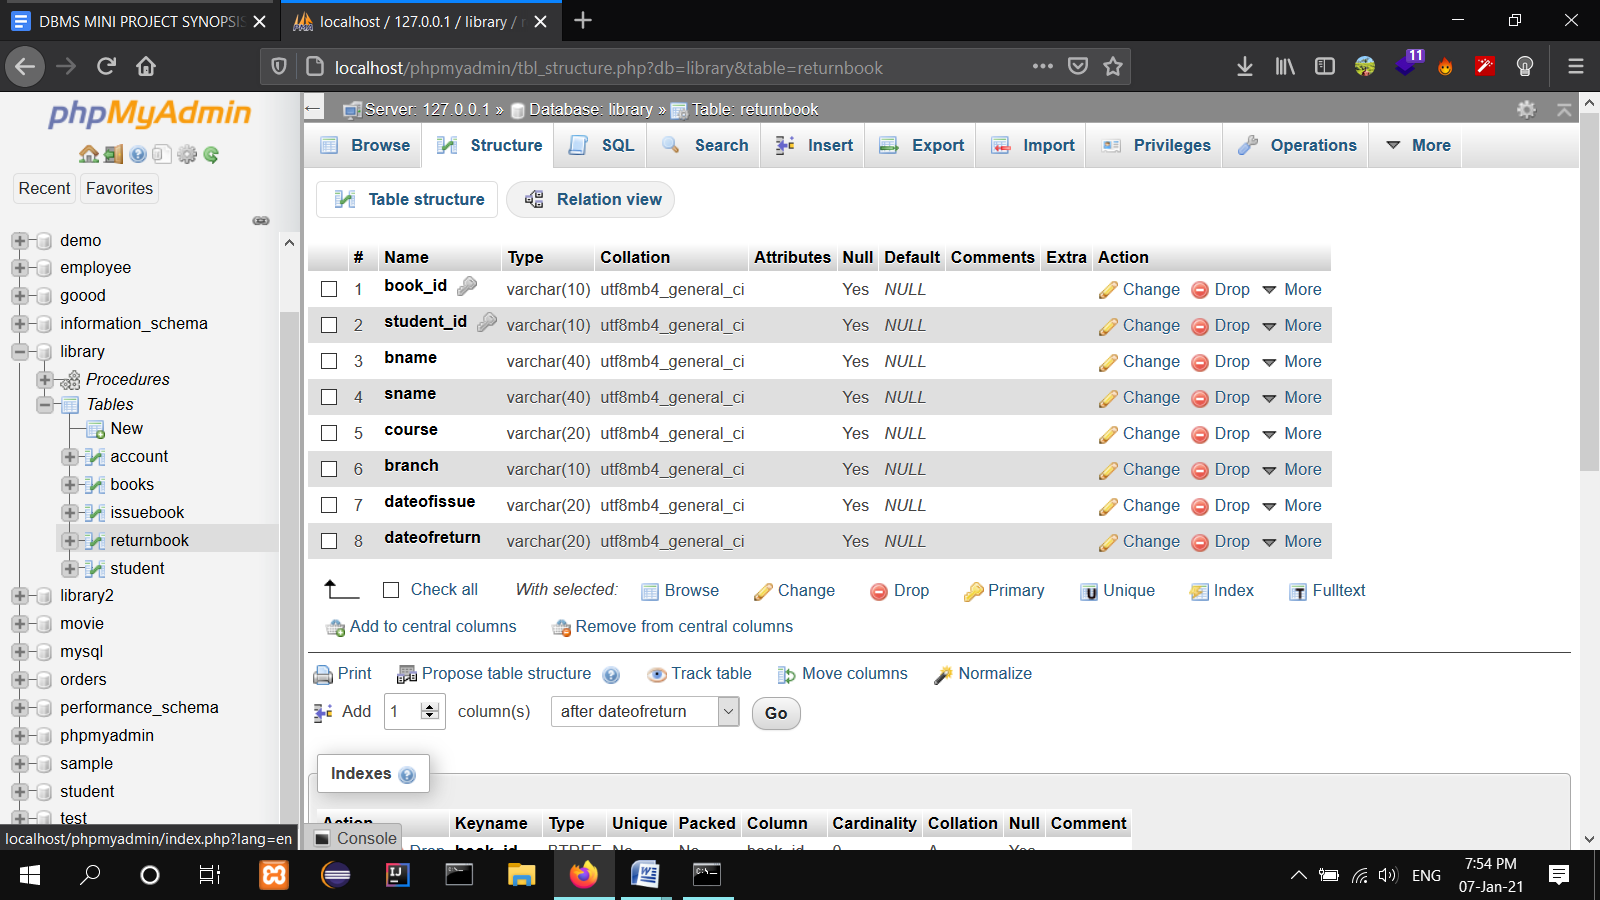 DBMS MINI PROJECT SYNOPSIS
localhost / 127.0.0.1 / library /
localhost/phpmyadmin/tbl_structure.php?db=library&table=returnbook
11
phpMyAdmin
Recent Favorites
demo
employee
goood
information_schema
library
Procedures
Tables
New
account
books
issuebook
returnbook
student
library2
movie
mysql
orders
performance_schema
phpmyadmin
sample
student
test
localhost/phpmyadmin/index.php?lang=en
Server: 127.0.0.1 » Database: library » Table: returnbook
Browse Structure SQL Search Insert Export Import Privileges Operations More
Table structure Relation view
# Name Type Collation Attributes Null Default Comments Extra Action
1 book_id varchar(10) utf8mb4_general_ci Yes NULL Change Drop More
2 student_id varchar(10) utf8mb4_general_ci Yes NULL Change Drop More
3 bname varchar(40) utf8mb4_general_ci Yes NULL Change Drop More
4 sname varchar(40) utf8mb4_general_ci Yes NULL Change Drop More
5 course varchar(20) utf8mb4_general_ci Yes NULL Change Drop More
6 branch varchar(10) utf8mb4_general_ci Yes NULL Change Drop More
7 dateofissue varchar(20) utf8mb4_general_ci Yes NULL Change Drop More
8 dateofreturn varchar(20) utf8mb4_general_ci Yes NULL Change Drop More
Check all With selected: Browse Change Drop Primary Unique Index Fulltext
Add to central columns Remove from central columns
Print Propose table structure Track table Move columns Normalize
Add 1 column(s) after dateofreturn Go
Indexes
Action Keyname Type Unique Packed Column Cardinality Collation Null Comment
Drop book_id BTREE No No book_id 0 A Yes
Console
ENG
7:54 PM
07-Jan-21